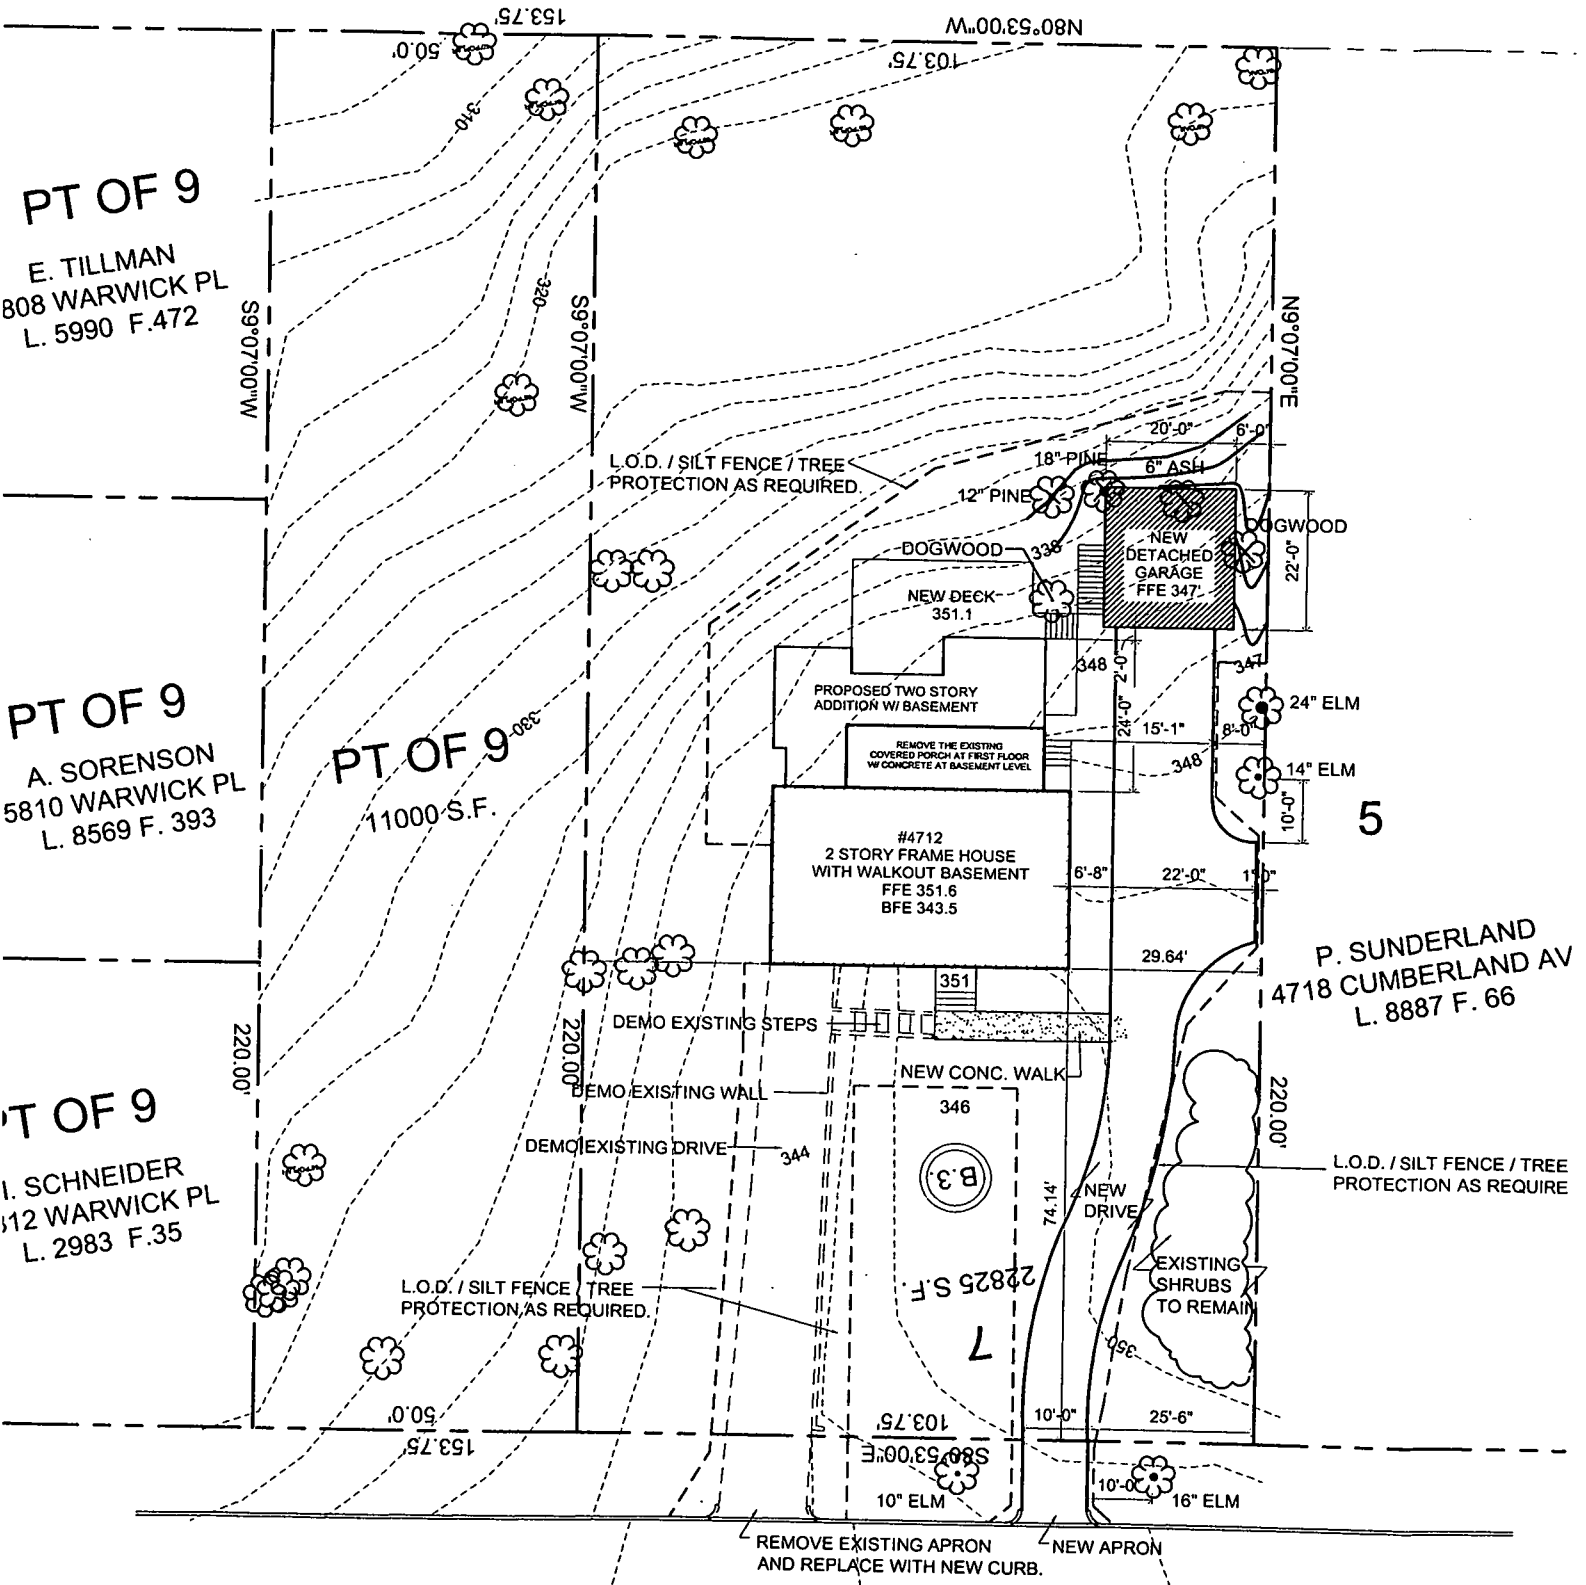 153.75'
N80°53'00"W
50.0'
103.75'
310
PT OF 9
E. TILLMAN
808 WARWICK PL
L. 5990 F.472
S9°07'00"W
320
S9°07'00"W
N9°07'00"E
20'-0"
6'-0"
L.O.D. / SILT FENCE / TREE
PROTECTION AS REQUIRED.
18" PINE
6" ASH
12" PINE
DOGWOOD
DOGWOOD
338
NEW
DETACHED
GARAGE
FFE 347'
22'-0"
NEW DECK
351.1
348
2'-0"
347
PT OF 9
A. SORENSON
5810 WARWICK PL
L. 8569 F. 393
PROPOSED TWO STORY
ADDITION W/ BASEMENT
24'-0"
24" ELM
15'-1"
8'-0"
330
PT OF 9
11000 S.F.
REMOVE THE EXISTING
COVERED PORCH AT FIRST FLOOR
W/ CONCRETE AT BASEMENT LEVEL
348
14" ELM
10'-0"
5
#4712
2 STORY FRAME HOUSE
WITH WALKOUT BASEMENT
FFE 351.6
BFE 343.5
6'-8"
22'-0"
1'-0"
29.64'
P. SUNDERLAND
4718 CUMBERLAND AV
L. 8887 F. 66
351
DEMO EXISTING STEPS
220.00'
220.00'
NEW CONC. WALK
DEMO EXISTING WALL
346
220.00'
PT OF 9
DEMO EXISTING DRIVE
344
B.3.
I. SCHNEIDER
312 WARWICK PL
L. 2983 F.35
74.14'
NEW
DRIVE
L.O.D. / SILT FENCE / TREE
PROTECTION AS REQUIRE
EXISTING
SHRUBS
TO REMAIN
22825 S.F.
L.O.D. / SILT FENCE / TREE
PROTECTION AS REQUIRED.
7
350
50.0'
153.75'
103.75'
10'-0"
25'-6"
S80°53'00"E
10" ELM
10'-0"
16" ELM
REMOVE EXISTING APRON
AND REPLACE WITH NEW CURB.
NEW APRON